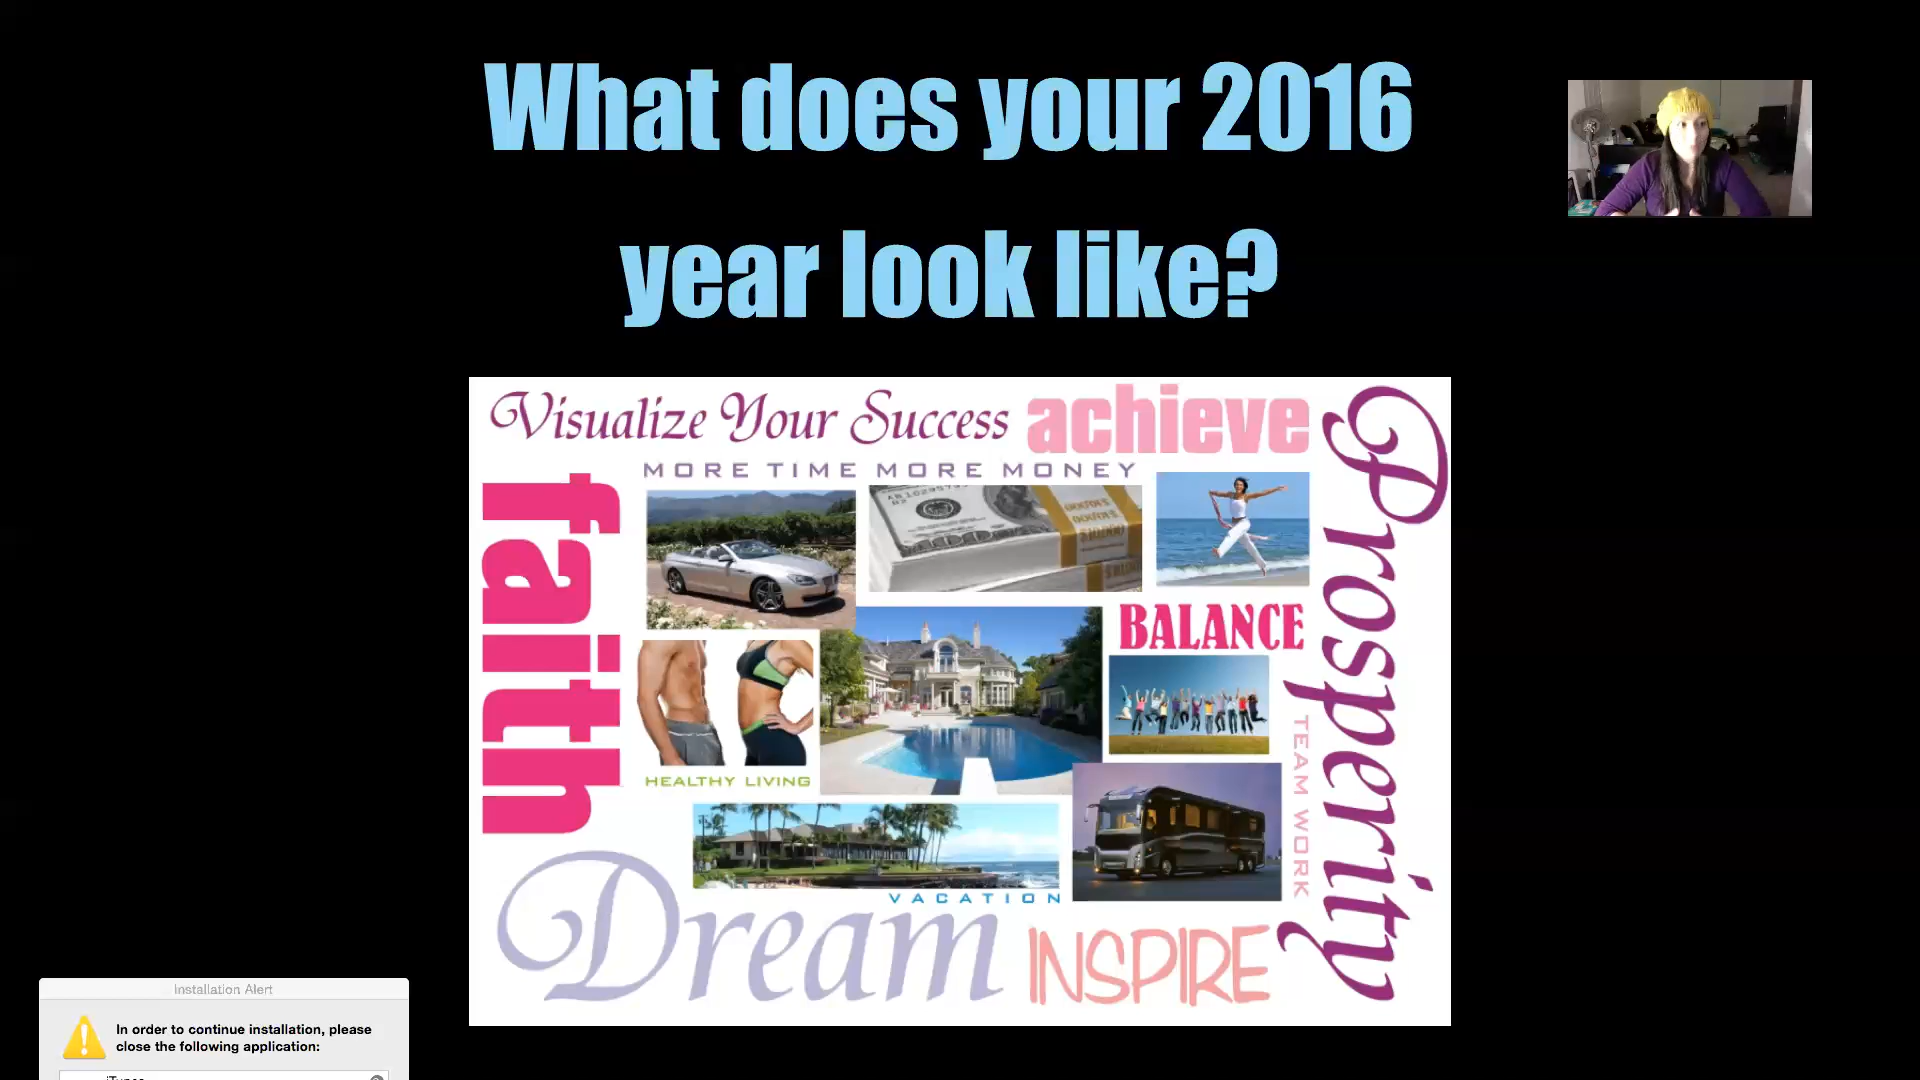 What does your 2016
year look like?
Visualize Your Success
achieve
Prosperity
MORE TIME MORE MONEY
faith
BALANCE
TEAM WORK
HEALTHY LIVING
VACATION
Dream
INSPIRE
Installation Alert
In order to continue installation, please
close the following application: